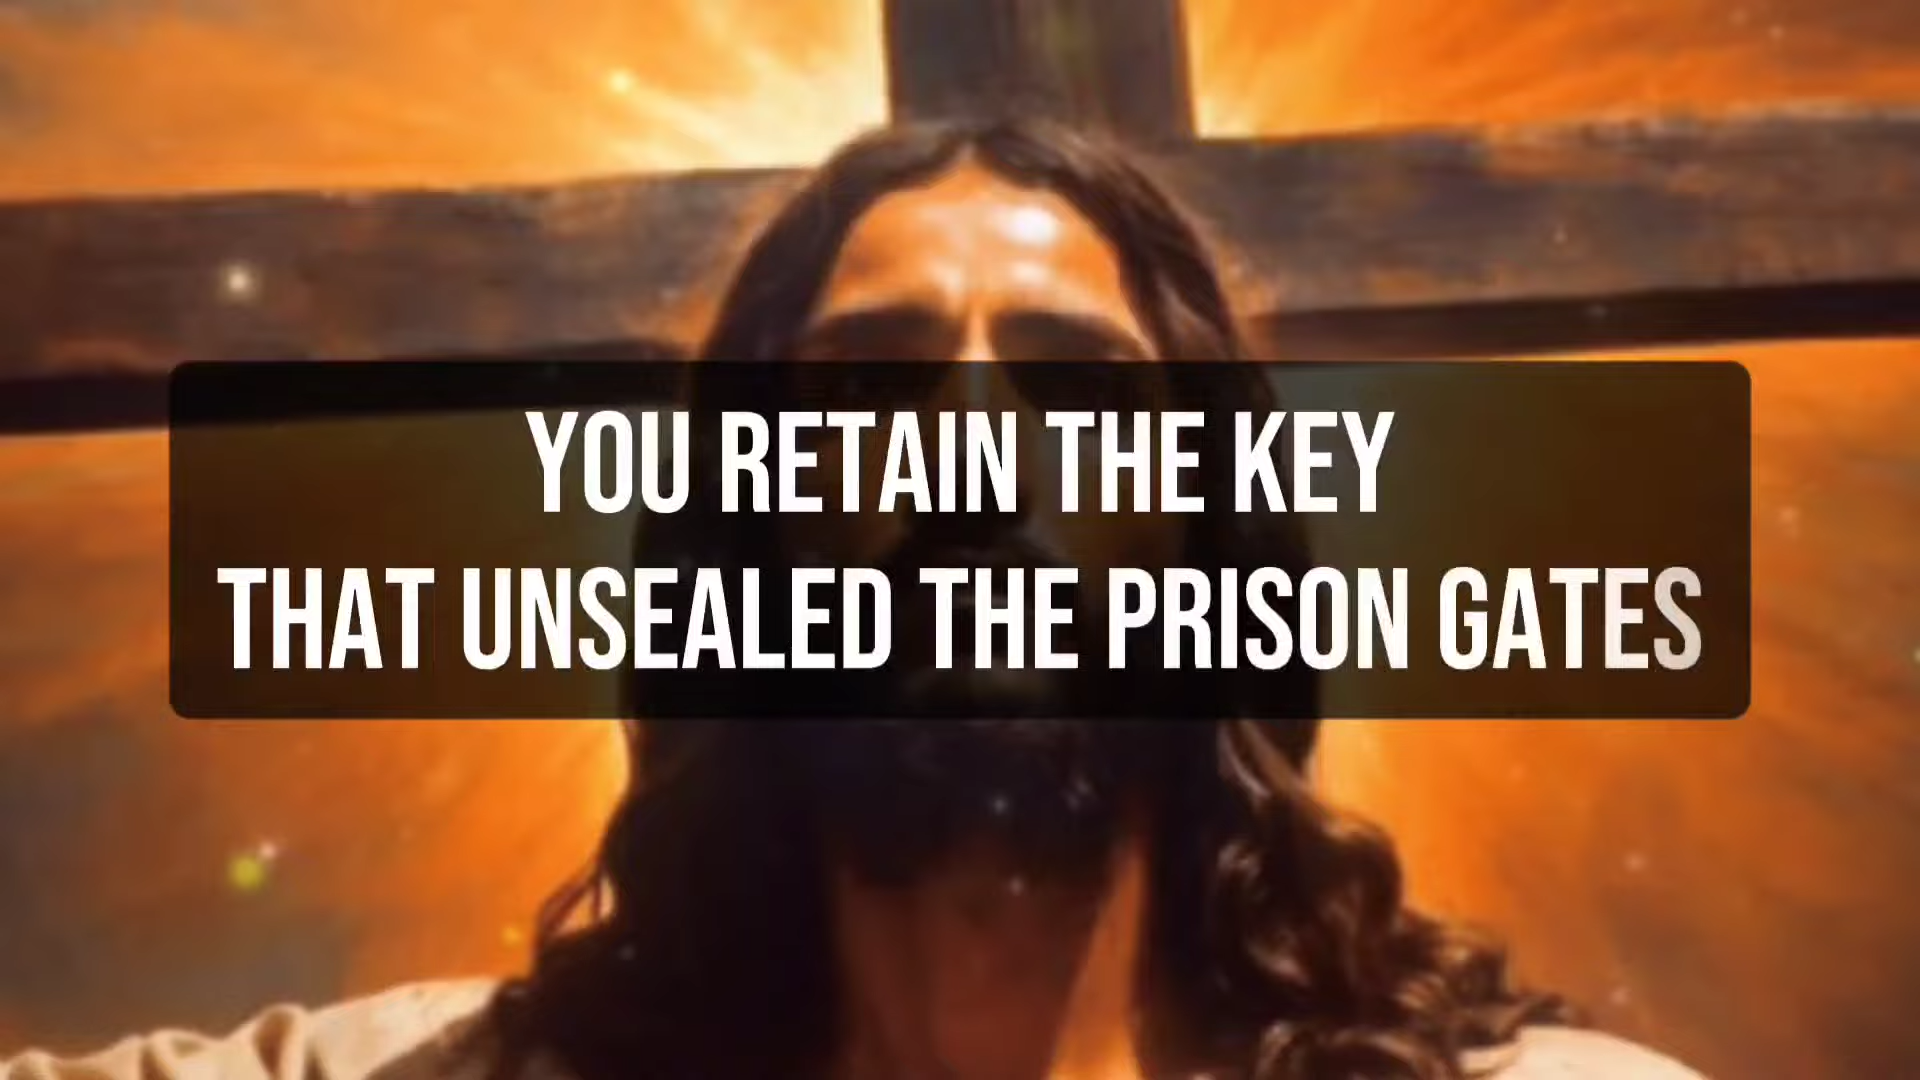 YOU RETAIN THE KEY
THAT UNSEALED THE PRISON GATES